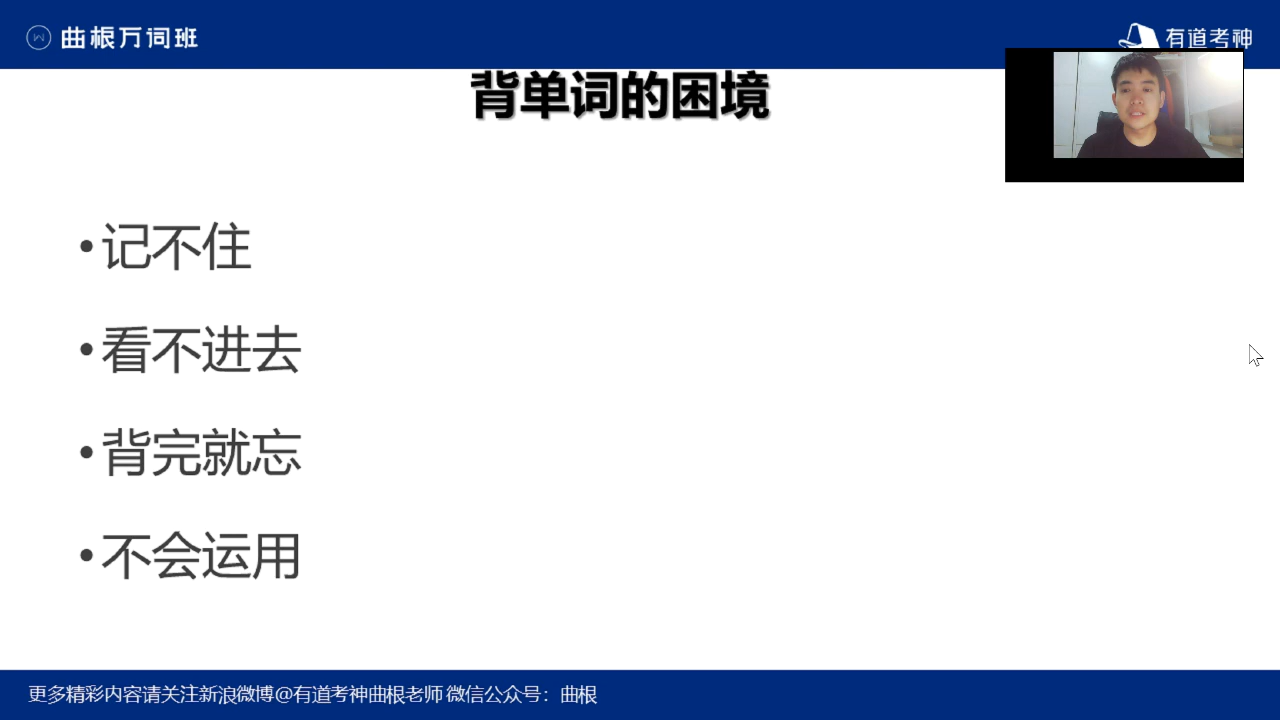 曲根万词班
有道考神
背单词的困境
•记不住
•看不进去
•背完就忘
•不会运用
更多精彩内容请关注新浪微博@有道考神曲根老师 微信公众号：曲根